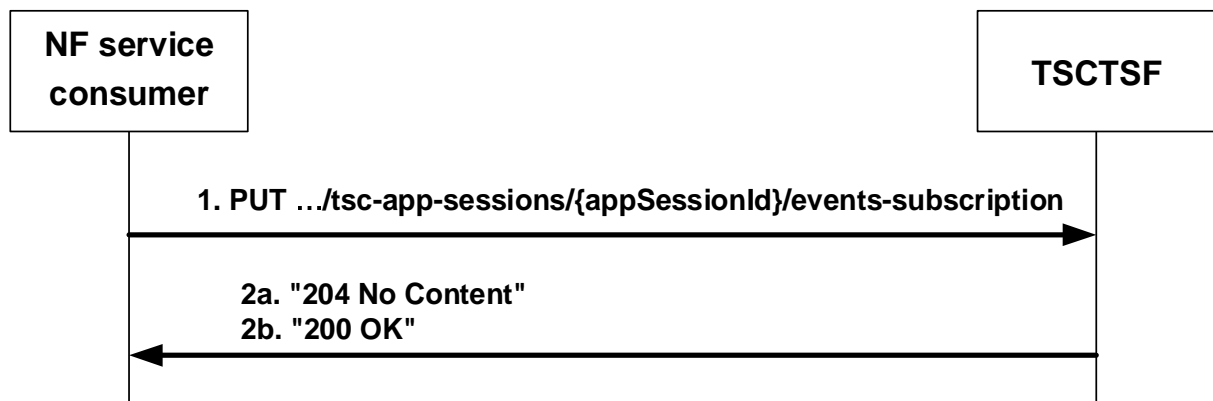 NF service
consumer
TSCTSF
1. PUT …/tsc-app-sessions/{appSessionId}/events-subscription
2a. "204 No Content"
2b. "200 OK"